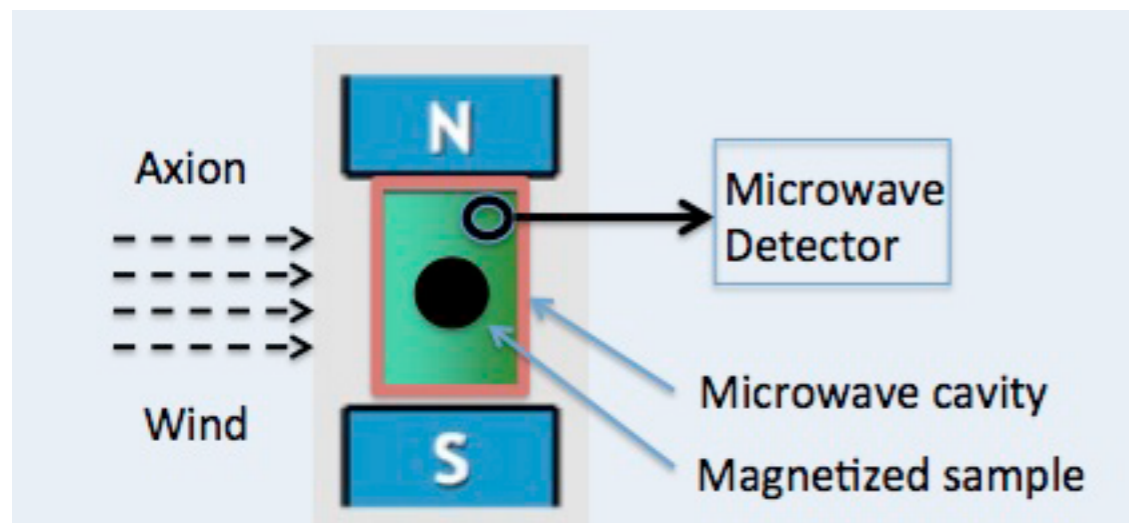 N
Axion
Microwave
Detector
Microwave cavity
Wind
S
Magnetized sample